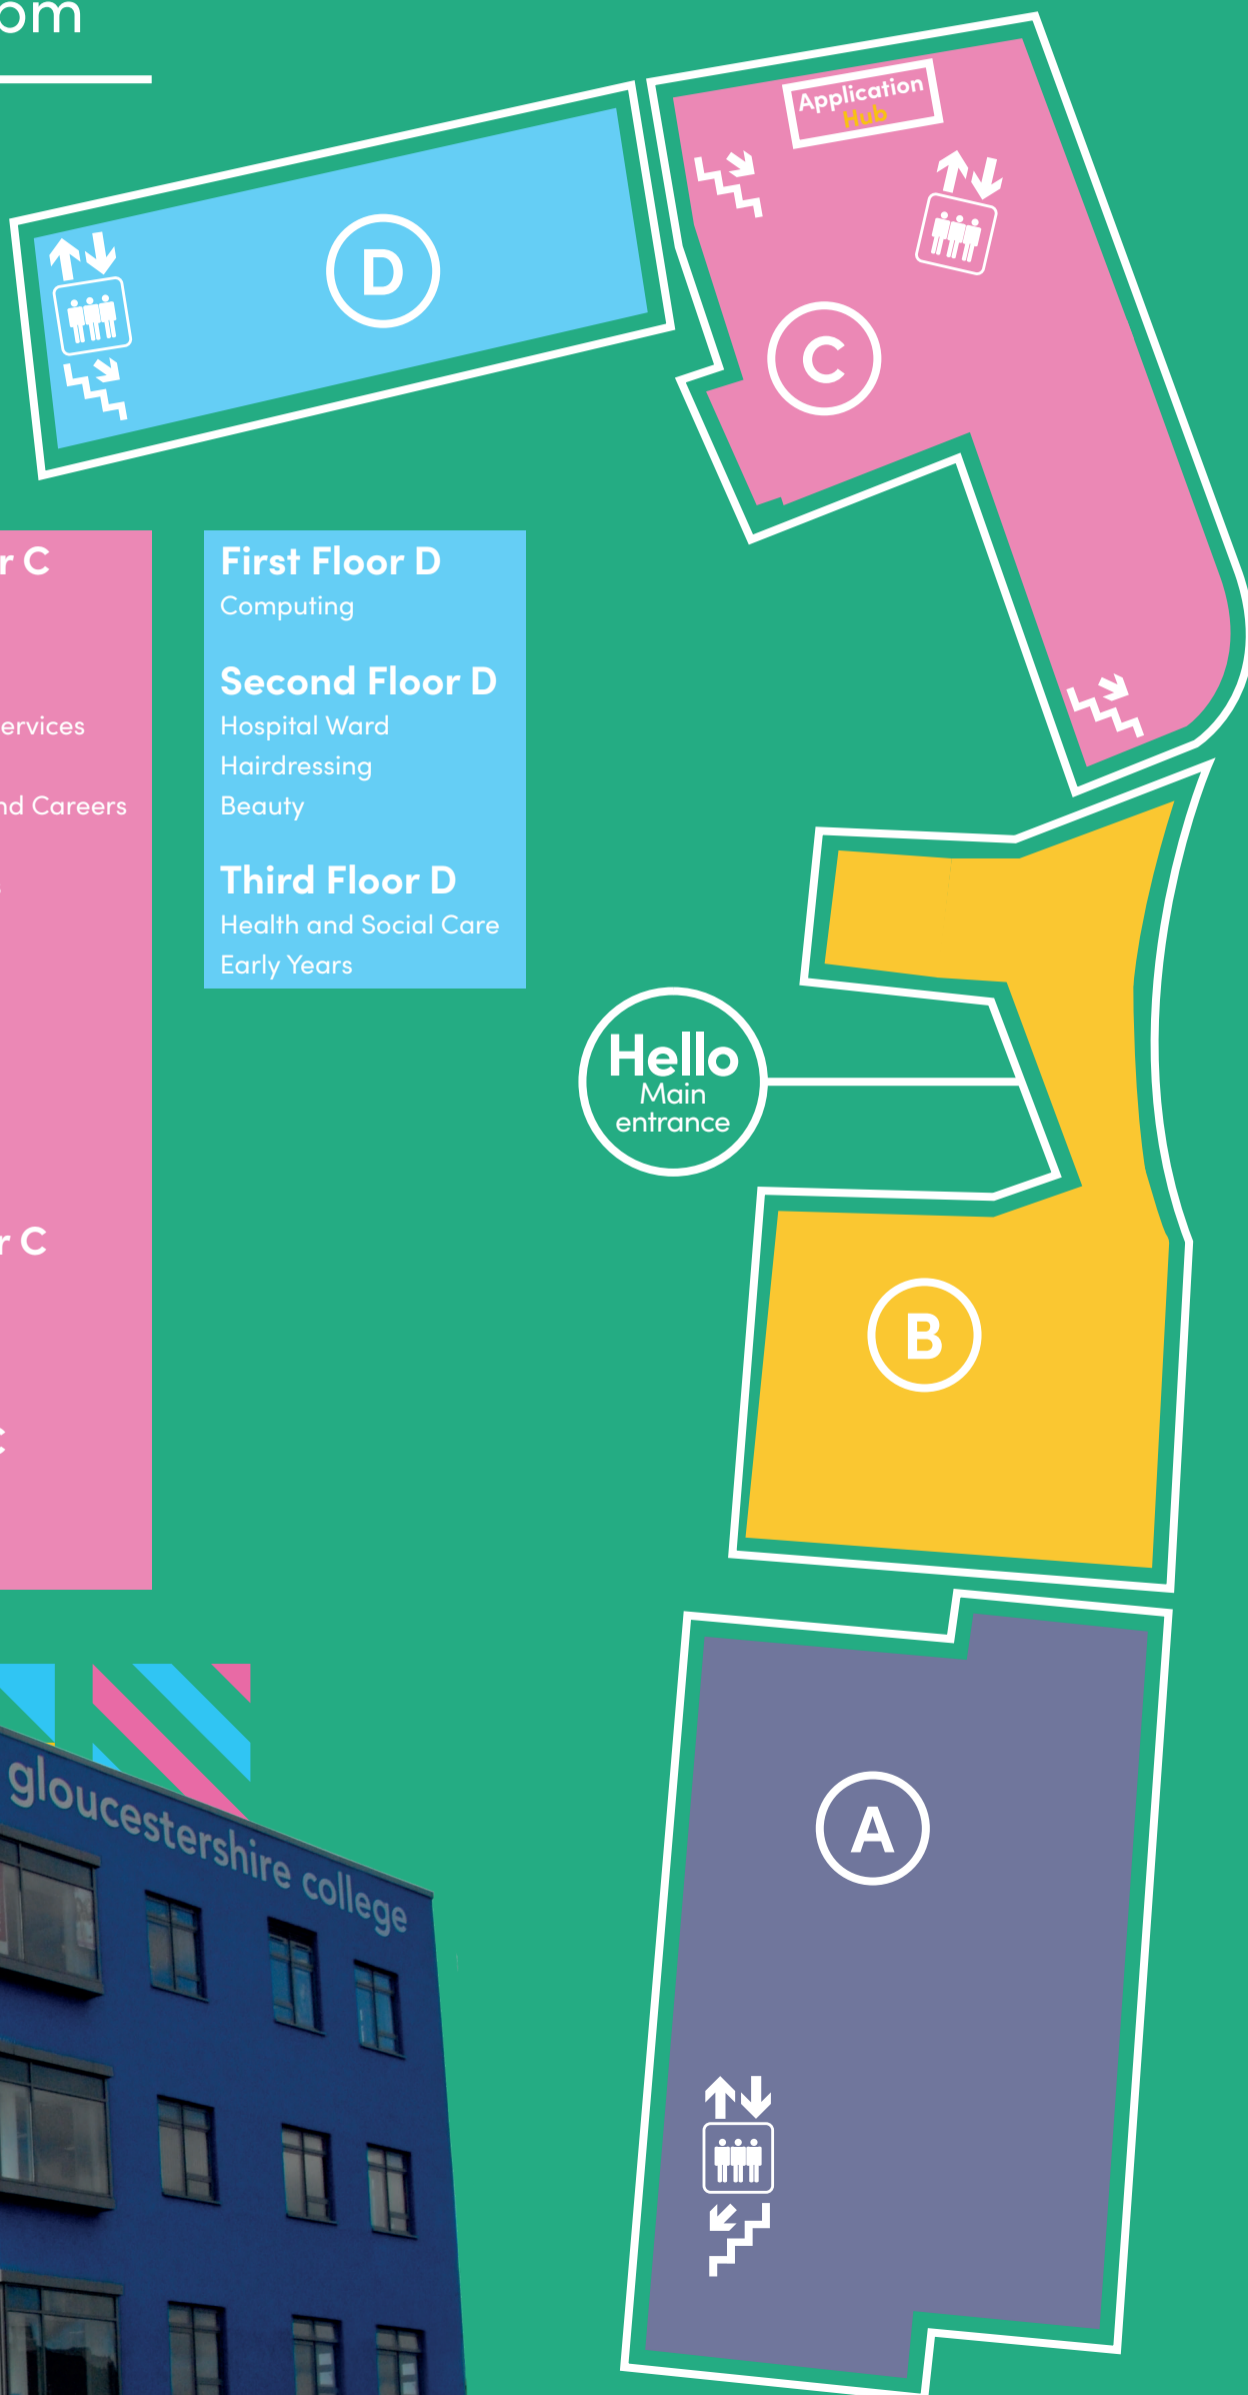 om
Application
Hub
D
C
r C
ervices
nd Careers
r C
First Floor D
Computing
Second Floor D
Hospital Ward
Hairdressing
Beauty
Third Floor D
Health and Social Care
Early Years
Hello
Main
entrance
B
A
gloucestershire college